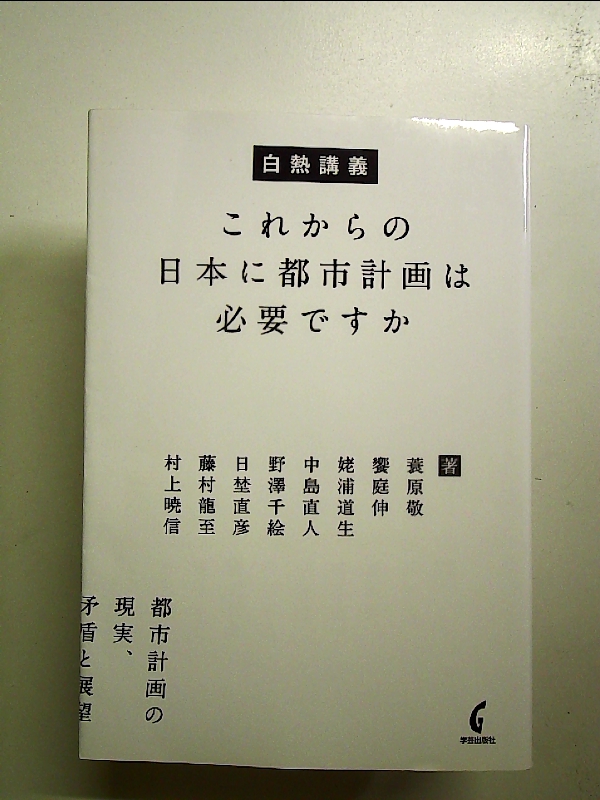 白熱講義
これからの
日本に都市計画は
必要ですか
著
蓑原敬
饗庭伸
姥浦道生
中島直人
野澤千絵
日埜直彦
藤村龍至
村上暁信
都市計画の
現実、
矛盾と展望
学芸出版社